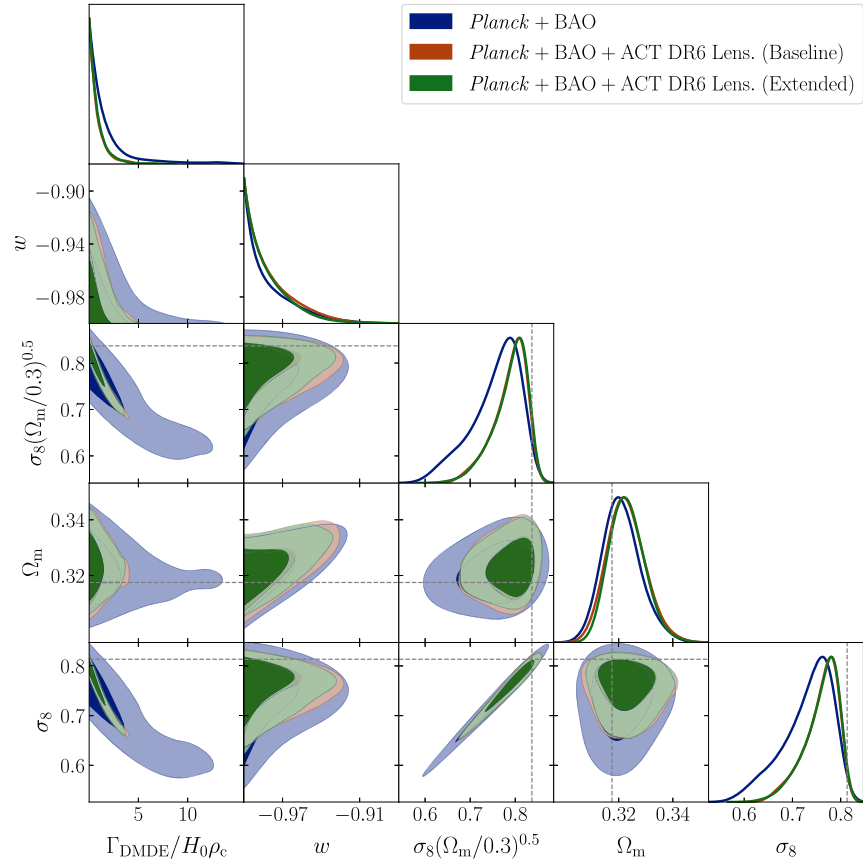 Planck + BAO
Planck + BAO + ACT DR6 Lens. (Baseline)
Planck + BAO + ACT DR6 Lens. (Extended)
−0.90
−0.94
−0.98
w
0.8
0.7
0.6
σ₈(Ωₘ/0.3)^0.5
0.34
0.32
Ωₘ
0.8
0.7
0.6
σ₈
5 10
−0.97 −0.91
0.6 0.7 0.8
0.32 0.34
0.6 0.7 0.8
Γ_DMDE/H₀ρ_c w σ₈(Ωₘ/0.3)^0.5 Ωₘ σ₈